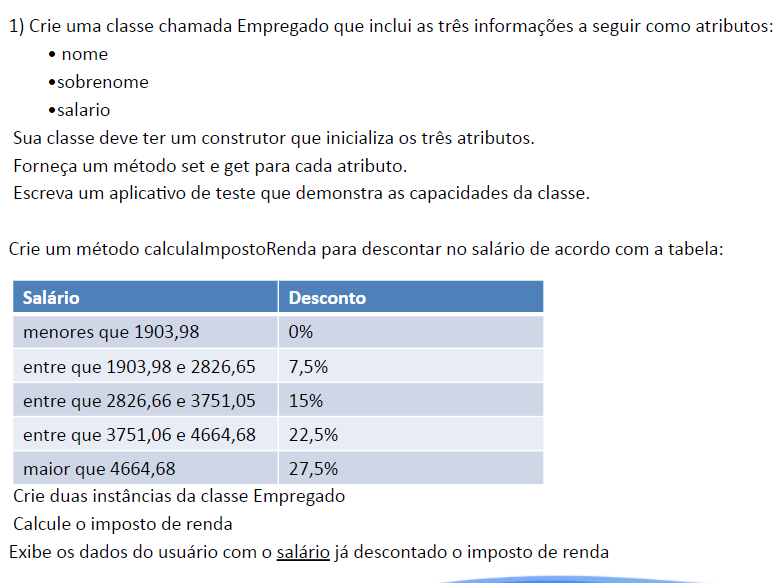 1) Crie uma classe chamada Empregado que inclui as três informações a seguir como atributos:
• nome
•sobrenome
•salario
Sua classe deve ter um construtor que inicializa os três atributos.
Forneça um método set e get para cada atributo.
Escreva um aplicativo de teste que demonstra as capacidades da classe.
Crie um método calculaImpostoRenda para descontar no salário de acordo com a tabela:
Salário Desconto
menores que 1903,98 0%
entre que 1903,98 e 2826,65 7,5%
entre que 2826,66 e 3751,05 15%
entre que 3751,06 e 4664,68 22,5%
maior que 4664,68 27,5%
Crie duas instâncias da classe Empregado
Calcule o imposto de renda
Exibe os dados do usuário com o salário já descontado o imposto de renda